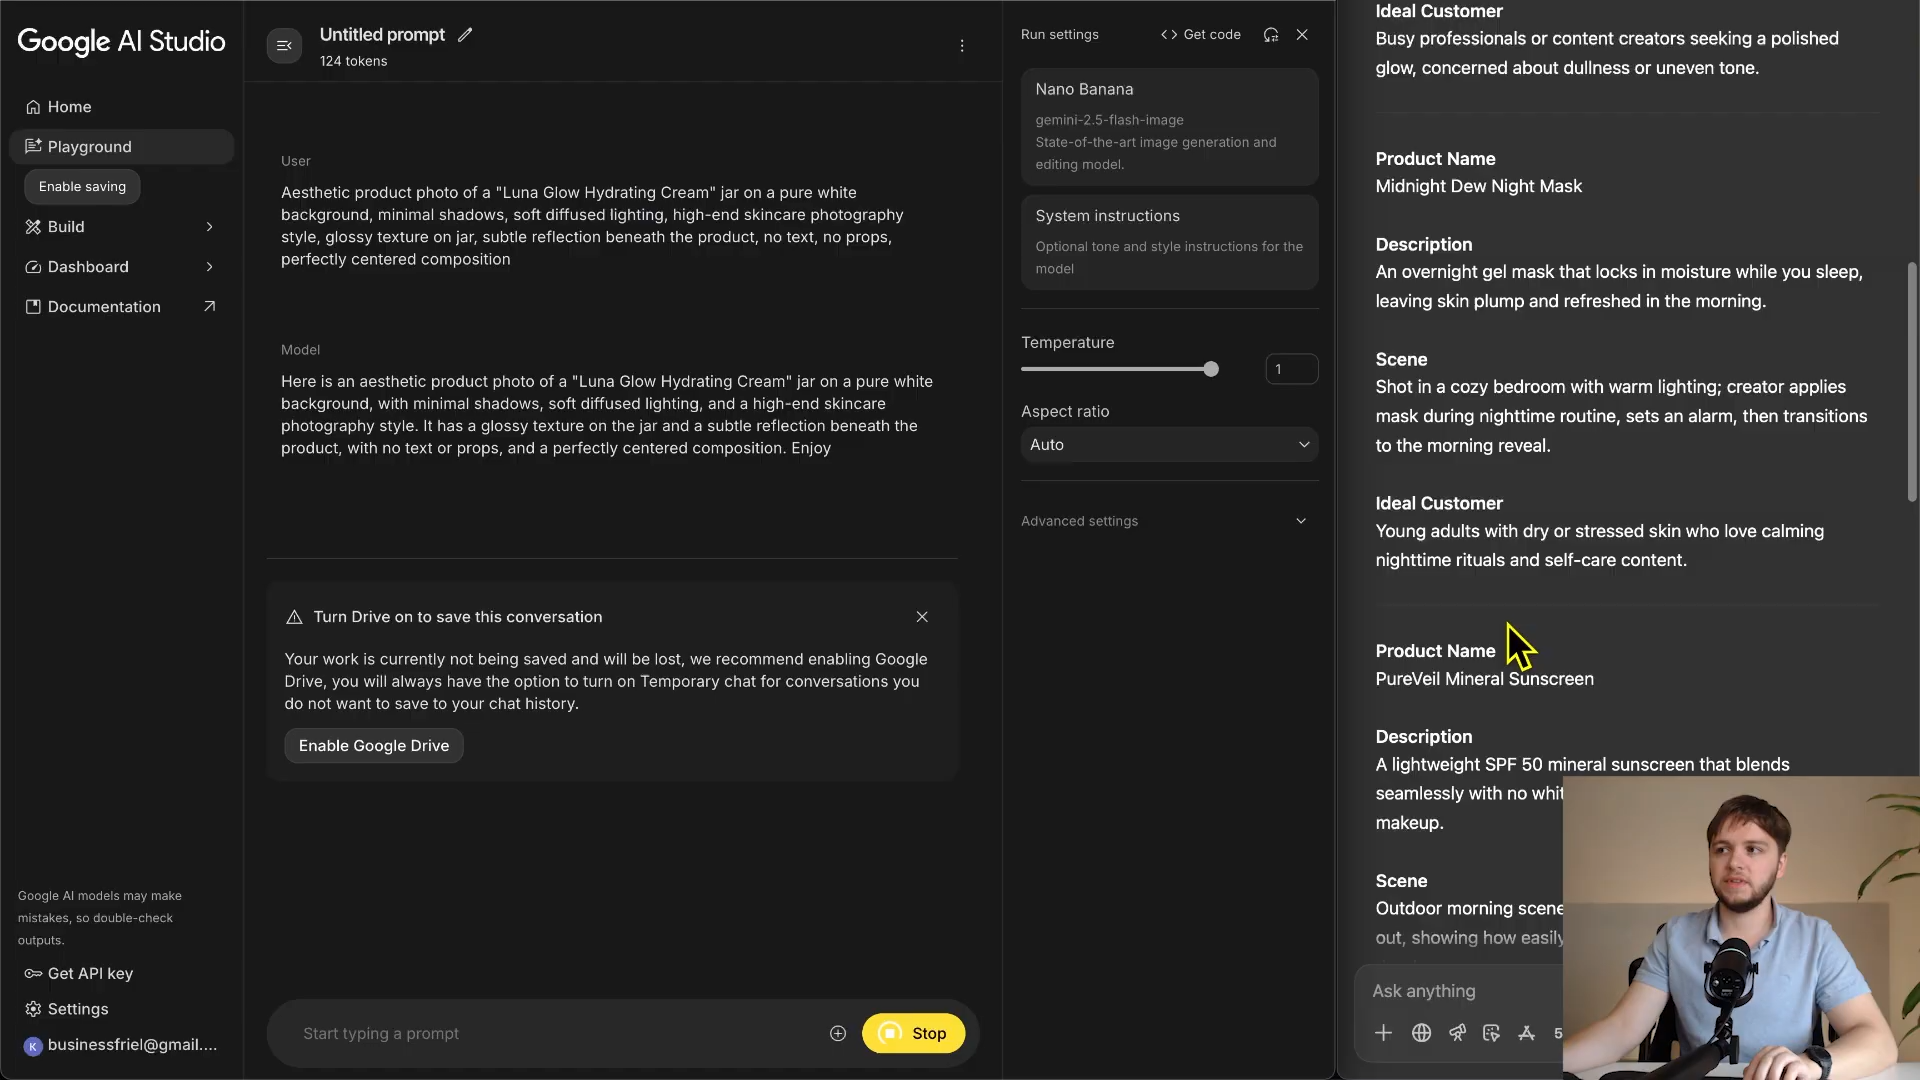 Google AI Studio
Home
Playground
Enable saving
Build
Dashboard
Documentation
Google AI models may make
mistakes, so double-check
outputs.
Get API key
Settings
K
businessfriel@gmail....
Untitled prompt
124 tokens
User
Aesthetic product photo of a "Luna Glow Hydrating Cream" jar on a pure white
background, minimal shadows, soft diffused lighting, high-end skincare photography
style, glossy texture on jar, subtle reflection beneath the product, no text, no props,
perfectly centered composition
Model
Here is an aesthetic product photo of a "Luna Glow Hydrating Cream" jar on a pure white
background, with minimal shadows, soft diffused lighting, and a high-end skincare
photography style. It has a glossy texture on the jar and a subtle reflection beneath the
product, with no text or props, and a perfectly centered composition. Enjoy
Turn Drive on to save this conversation
Your work is currently not being saved and will be lost, we recommend enabling Google
Drive, you will always have the option to turn on Temporary chat for conversations you
do not want to save to your chat history.
Enable Google Drive
Start typing a prompt
Stop
Run settings
Get code
Nano Banana
gemini-2.5-flash-image
State-of-the-art image generation and
editing model.
System instructions
Optional tone and style instructions for the
model
Temperature
1
Aspect ratio
Auto
Advanced settings
Ideal Customer
Busy professionals or content creators seeking a polished
glow, concerned about dullness or uneven tone.
Product Name
Midnight Dew Night Mask
Description
An overnight gel mask that locks in moisture while you sleep,
leaving skin plump and refreshed in the morning.
Scene
Shot in a cozy bedroom with warm lighting; creator applies
mask during nighttime routine, sets an alarm, then transitions
to the morning reveal.
Ideal Customer
Young adults with dry or stressed skin who love calming
nighttime rituals and self-care content.
Product Name
PureVeil Mineral Sunscreen
Description
A lightweight SPF 50 mineral sunscreen that blends
seamlessly with no whit
makeup.
Scene
Outdoor morning scene
out, showing how easily
Ask anything
5